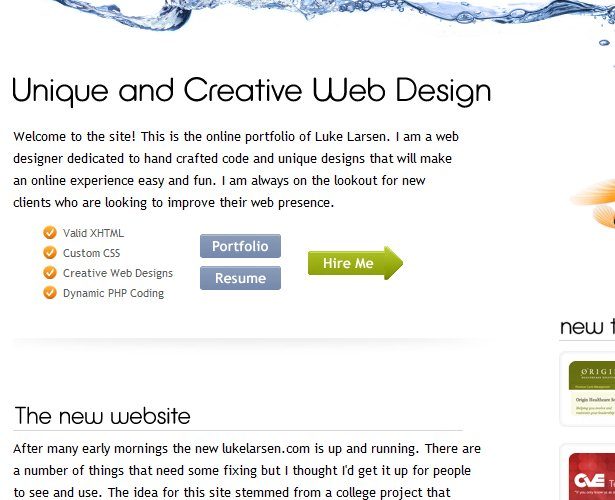 Unique and Creative Web Design
Welcome to the site! This is the online portfolio of Luke Larsen. I am a web
designer dedicated to hand crafted code and unique designs that will make
an online experience easy and fun. I am always on the lookout for new
clients who are looking to improve their web presence.
Valid XHTML
Custom CSS
Creative Web Designs
Dynamic PHP Coding
Portfolio
Resume
Hire Me
The new website
After many early mornings the new lukelarsen.com is up and running. There are
a number of things that need some fixing but I thought I'd get it up for people
to see and use. The idea for this site stemmed from a college project that
new t
ORIGI
Origin Healthcare So
CVE